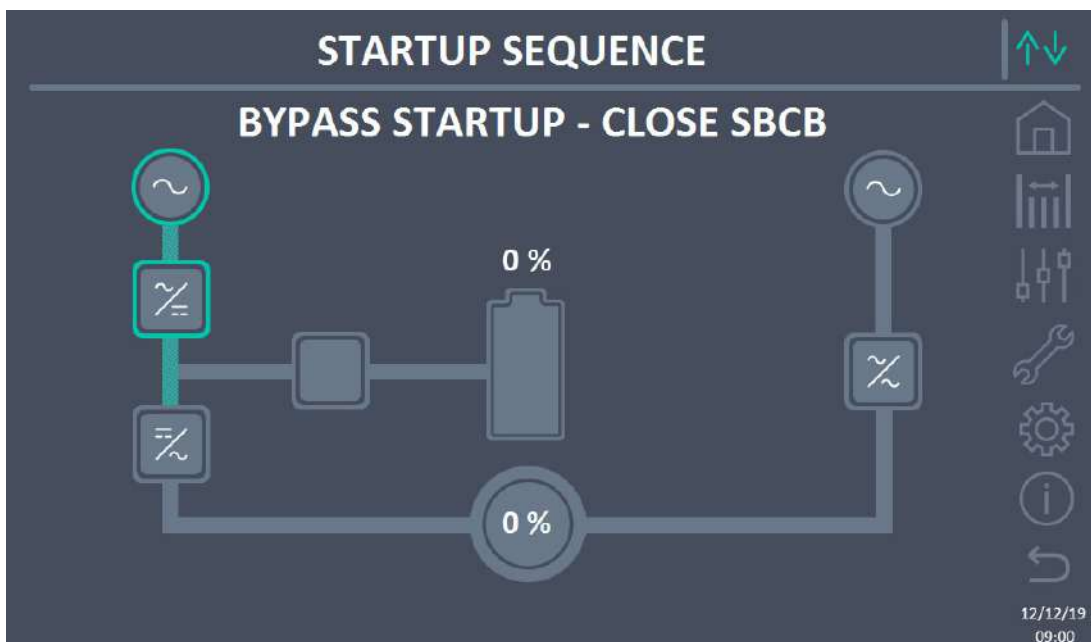 STARTUP SEQUENCE
BYPASS STARTUP - CLOSE SBCB
0 %
0 %
12/12/19
09:00